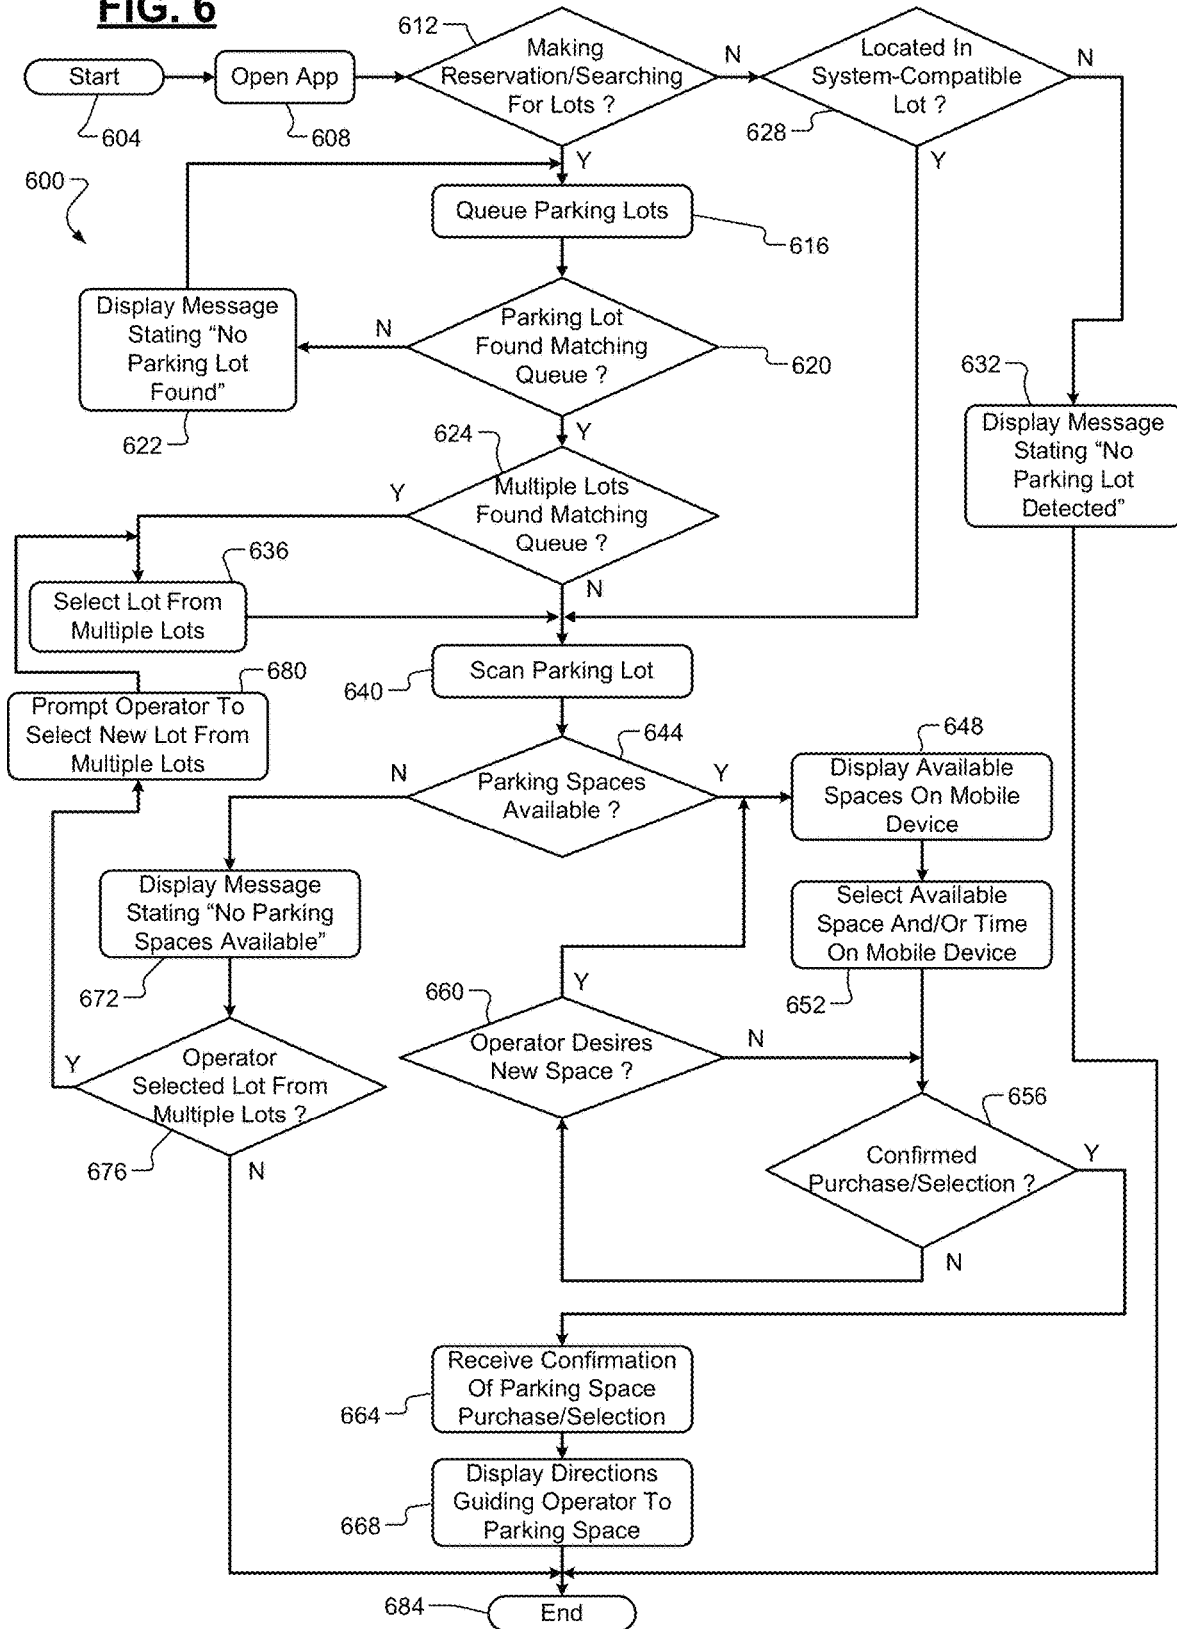 FIG. 6
612
Making
Reservation/Searching
For Lots ?
N
Located In
System-Compatible
Lot ?
N
Start
Open App
604
608
628
Y
Y
600
Queue Parking Lots
616
Display Message
Stating “No
Parking Lot
Found”
N
Parking Lot
Found Matching
Queue ?
620
622
632
Display Message
Stating “No
Parking Lot
Detected”
624
Y
Y
Multiple Lots
Found Matching
Queue ?
N
636
Select Lot From
Multiple Lots
Scan Parking Lot
640
680
Prompt Operator To
Select New Lot From
Multiple Lots
644
N
Parking Spaces
Available ?
Y
648
Display Available
Spaces On Mobile
Device
Display Message
Stating “No Parking
Spaces Available”
672
Select Available
Space And/Or Time
On Mobile Device
652
Y
660
Operator Desires
New Space ?
N
Y
Operator
Selected Lot From
Multiple Lots ?
676
N
656
Confirmed
Purchase/Selection ?
Y
N
Receive Confirmation
Of Parking Space
Purchase/Selection
664
Display Directions
Guiding Operator To
Parking Space
668
684
End